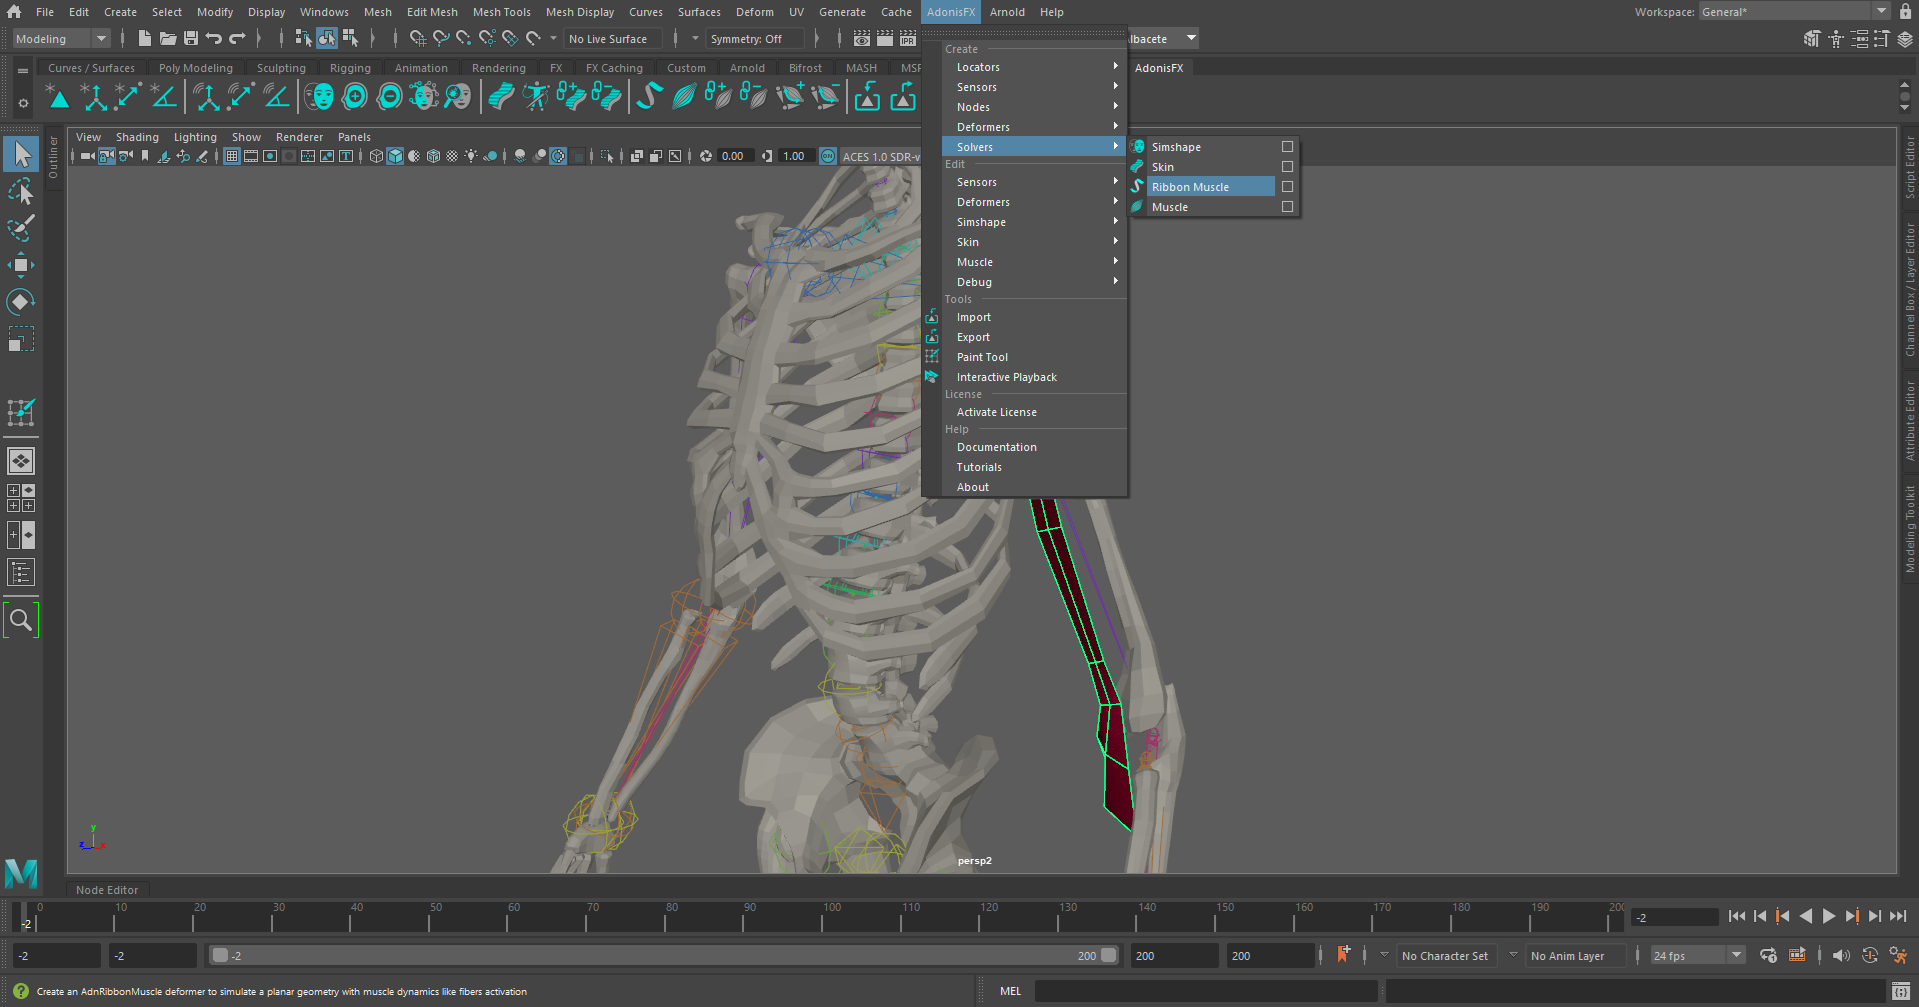 File Edit Create Select Modify Display Windows Mesh Edit Mesh Mesh Tools Mesh Display Curves Surfaces Deform UV Generate Cache AdonisFX Arnold Help Workspace: General*
Modeling No Live Surface Symmetry: Off IPR lbacete
Curves / Surfaces Poly Modeling Sculpting Rigging Animation Rendering FX FX Caching Custom Arnold Bifrost MASH AdonisFX
View Shading Lighting Show Renderer Panels
0.00 1.00 ON ACES 1.0 SDR-v
Outliner
Create
Locators
Sensors
Nodes
Deformers
Solvers
Edit
Sensors
Deformers
Simshape
Skin
Muscle
Debug
Tools
Import
Export
Paint Tool
Interactive Playback
License
Activate License
Help
Documentation
Tutorials
About
Simshape
Skin
Ribbon Muscle
Muscle
Script Editor
Channel Box / Layer Editor
Attribute Editor
Modeling Toolkit
y
z x
persp2
Node Editor
0 10 20 30 40 50 60 70 80 90 100 110 120 130 140 150 160 170 180 190 200
-2 -2
-2 -2 -2 200 200 200 No Character Set No Anim Layer 24 fps
Create an AdnRibbonMuscle deformer to simulate a planar geometry with muscle dynamics like fibers activation MEL